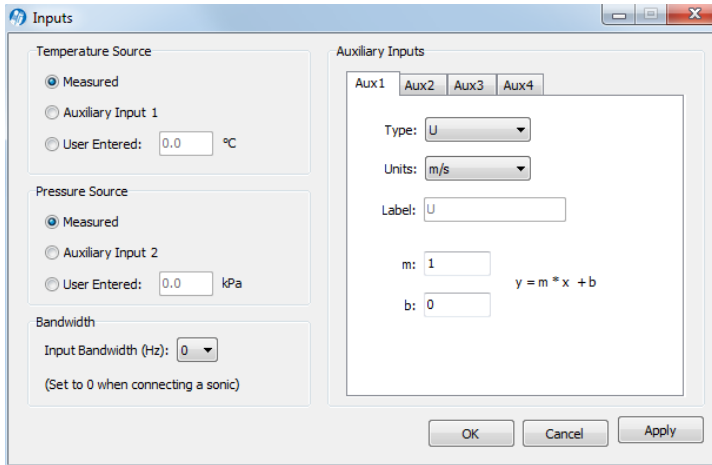 Inputs
Temperature Source
Measured
Auxiliary Input 1
User Entered: 0.0 °C
Pressure Source
Measured
Auxiliary Input 2
User Entered: 0.0 kPa
Bandwidth
Input Bandwidth (Hz): 0
(Set to 0 when connecting a sonic)
Auxiliary Inputs
Aux1 Aux2 Aux3 Aux4
Type: U
Units: m/s
Label: U
m: 1
y = m * x + b
b: 0
OK Cancel Apply